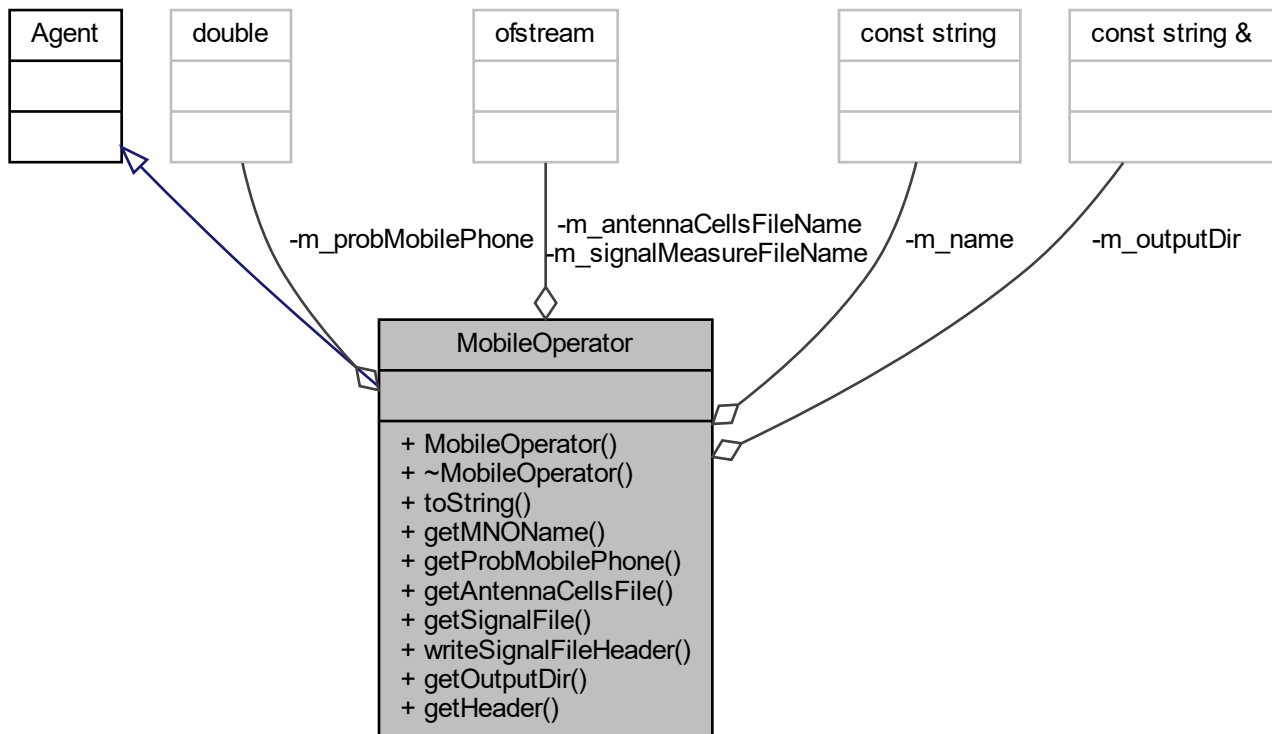 Agent
double
ofstream
const string
const string &
-m_probMobilePhone
-m_antennaCellsFileName
-m_signalMeasureFileName
-m_name
-m_outputDir
MobileOperator
+ MobileOperator()
+ ~MobileOperator()
+ toString()
+ getMNOName()
+ getProbMobilePhone()
+ getAntennaCellsFile()
+ getSignalFile()
+ writeSignalFileHeader()
+ getOutputDir()
+ getHeader()